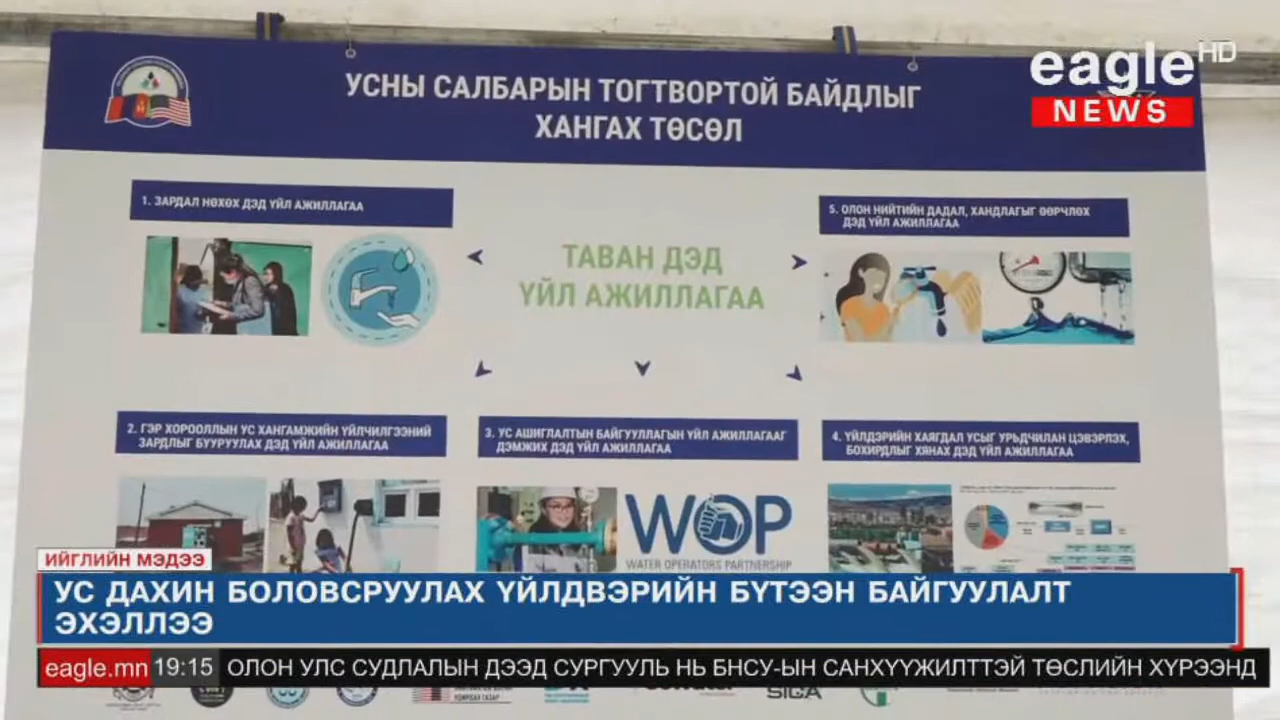 УСНЫ САЛБАРЫН ТОГТВОРТОЙ БАЙДЛЫГ
ХАНГАХ ТӨСӨЛ
eagle HD
NEWS
1. ЗАРДАЛ НӨХӨХ ДЭД ҮЙЛ АЖИЛЛАГАА
ТАВАН ДЭД
ҮЙЛ АЖИЛЛАГАА
5. ОЛОН НИЙТИЙН ДАДАЛ, ХАНДЛАГЫГ ӨӨРЧЛӨХ
ДЭД ҮЙЛ АЖИЛЛАГАА
2. ГЭР ХОРООЛЛЫН УС ХАНГАМЖИЙН ҮЙЛЧИЛГЭЭНИЙ
ЗАРДЛЫГ БУУРУУЛАХ ДЭД ҮЙЛ АЖИЛЛАГАА
3. УС АШИГЛАЛТЫН БАЙГУУЛЛАГЫН ҮЙЛ АЖИЛЛАГААГ
ДЭМЖИХ ДЭД ҮЙЛ АЖИЛЛАГАА
4. ҮЙЛДЭРИЙН ХАЯГДАЛ УСЫГ УРЬДЧИЛАН ЦЭВЭРЛЭХ,
БОХИРДЛЫГ ХЯНАХ ДЭД ҮЙЛ АЖИЛЛАГАА
WOP
WATER OPERATORS PARTNERSHIP
ИЙГЛИЙН МЭДЭЭ
УС ДАХИН БОЛОВСРУУЛАХ ҮЙЛДВЭРИЙН БҮТЭЭН БАЙГУУЛАЛТ
ЭХЭЛЛЭЭ
eagle.mn 19:15 ОЛОН УЛС СУДЛАЛЫН ДЭЭД СУРГУУЛЬ НЬ БНСУ-ЫН САНХҮҮЖИЛТТЭЙ ТӨСЛИЙН ХҮРЭЭНД
SICA